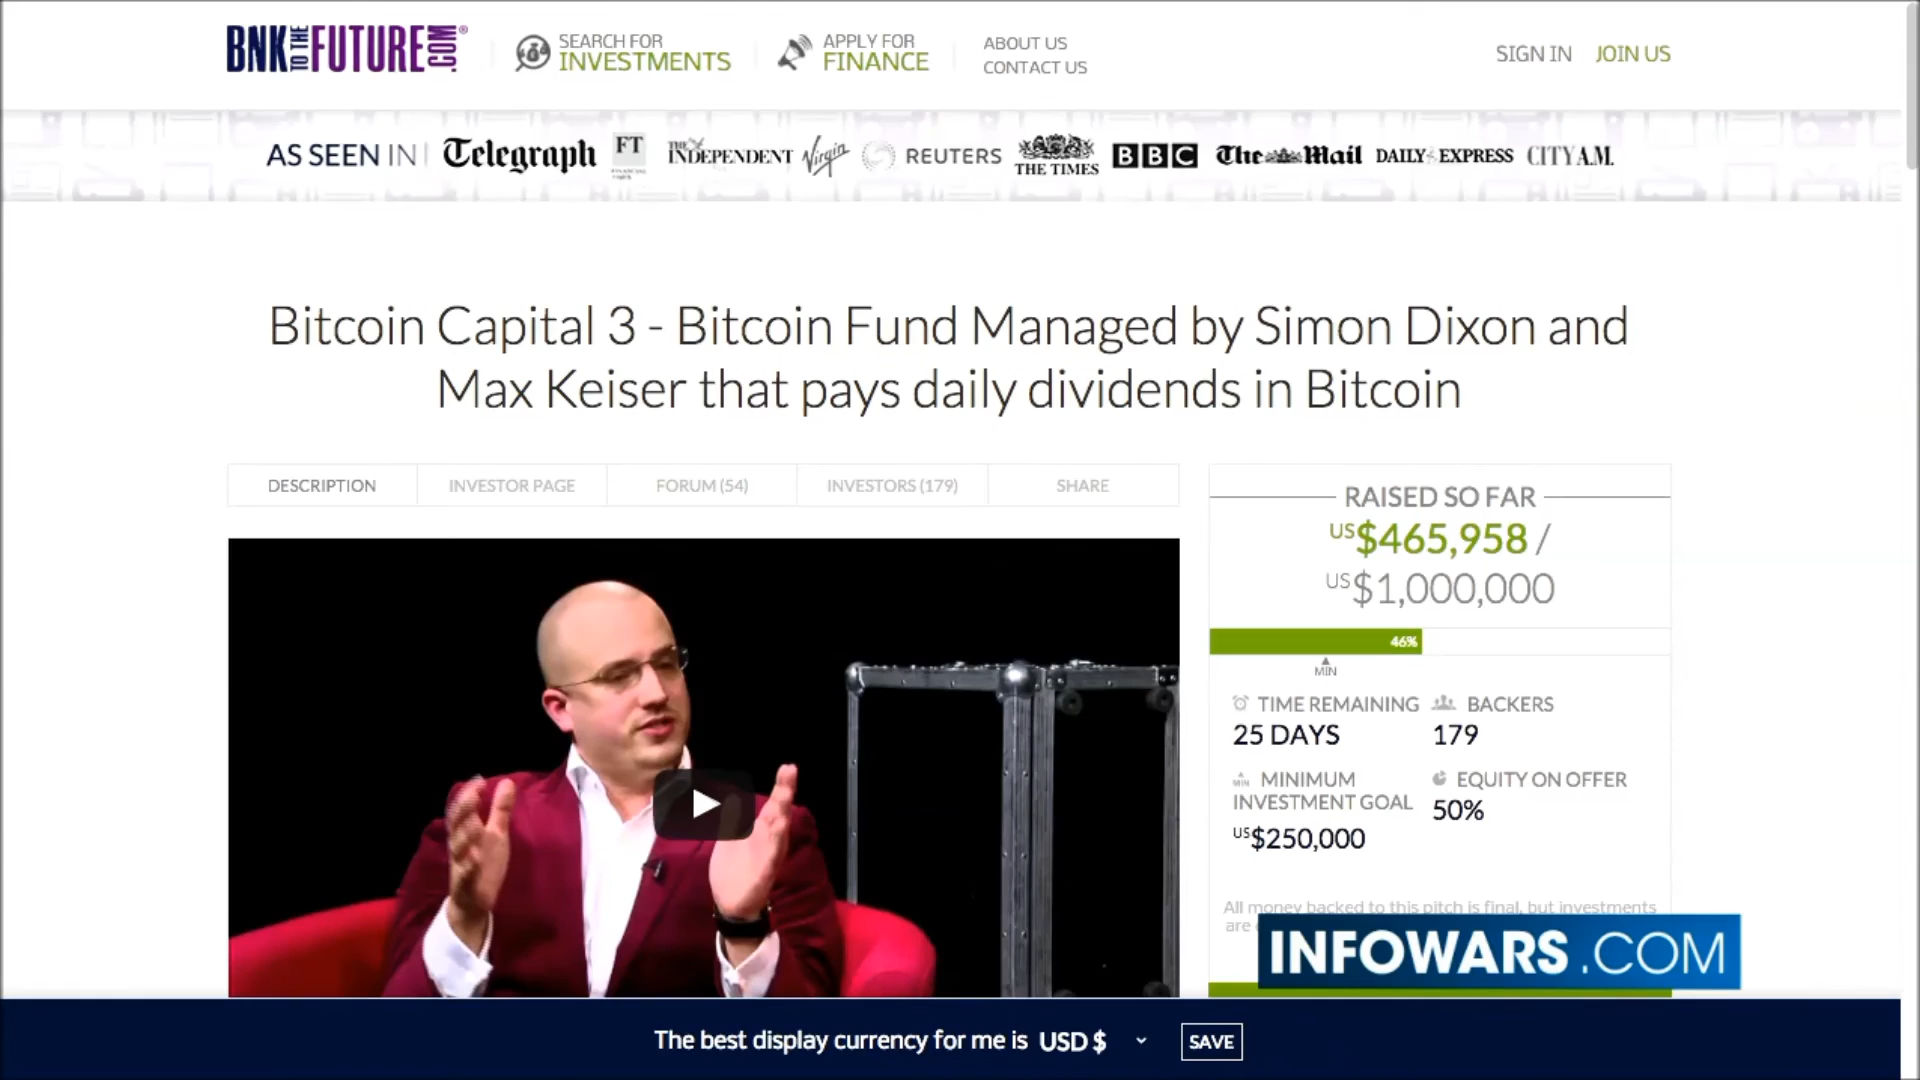 BNK TO THE FUTURE .COM®
SEARCH FOR
INVESTMENTS
APPLY FOR
FINANCE
ABOUT US
CONTACT US
SIGN IN
JOIN US
AS SEEN IN
Telegraph
FT
THE INDEPENDENT
Virgin
REUTERS
THE TIMES
BBC
The Mail
DAILY EXPRESS
CITY A.M.
Bitcoin Capital 3 - Bitcoin Fund Managed by Simon Dixon and
Max Keiser that pays daily dividends in Bitcoin
DESCRIPTION
INVESTOR PAGE
FORUM (54)
INVESTORS (179)
SHARE
RAISED SO FAR
US$465,958 /
US$1,000,000
46%
MIN
TIME REMAINING
25 DAYS
BACKERS
179
MIN MINIMUM
INVESTMENT GOAL
US$250,000
EQUITY ON OFFER
50%
All money backed to this pitch is final, but investments
are
INFOWARS.COM
The best display currency for me is USD $
SAVE